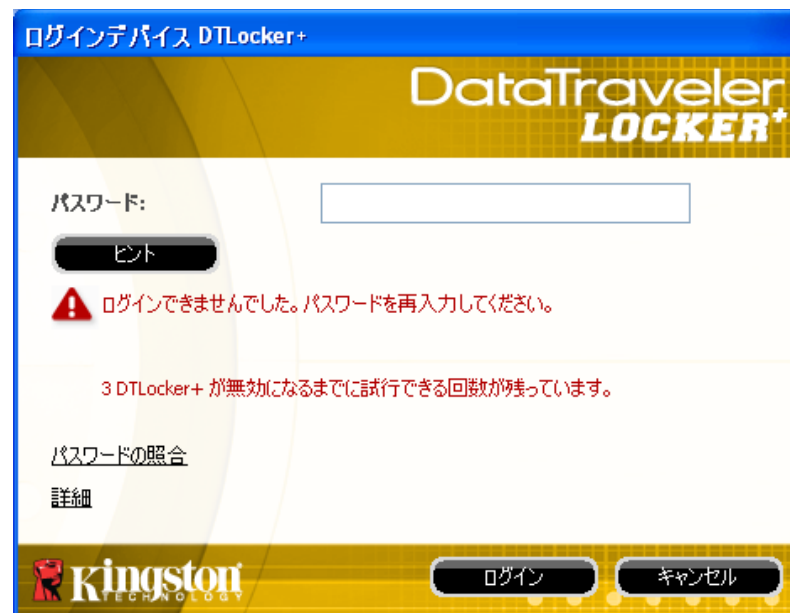 ログインデバイス DTLocker+
DataTraveler
LOCKER+
パスワード:
ヒント
ログインできませんでした。パスワードを再入力してください。
3 DTLocker+ が無効になるまでに試行できる回数が残っています。
パスワードの照合
詳細
Kingston
TECHNOLOGY
ログイン
キャンセル